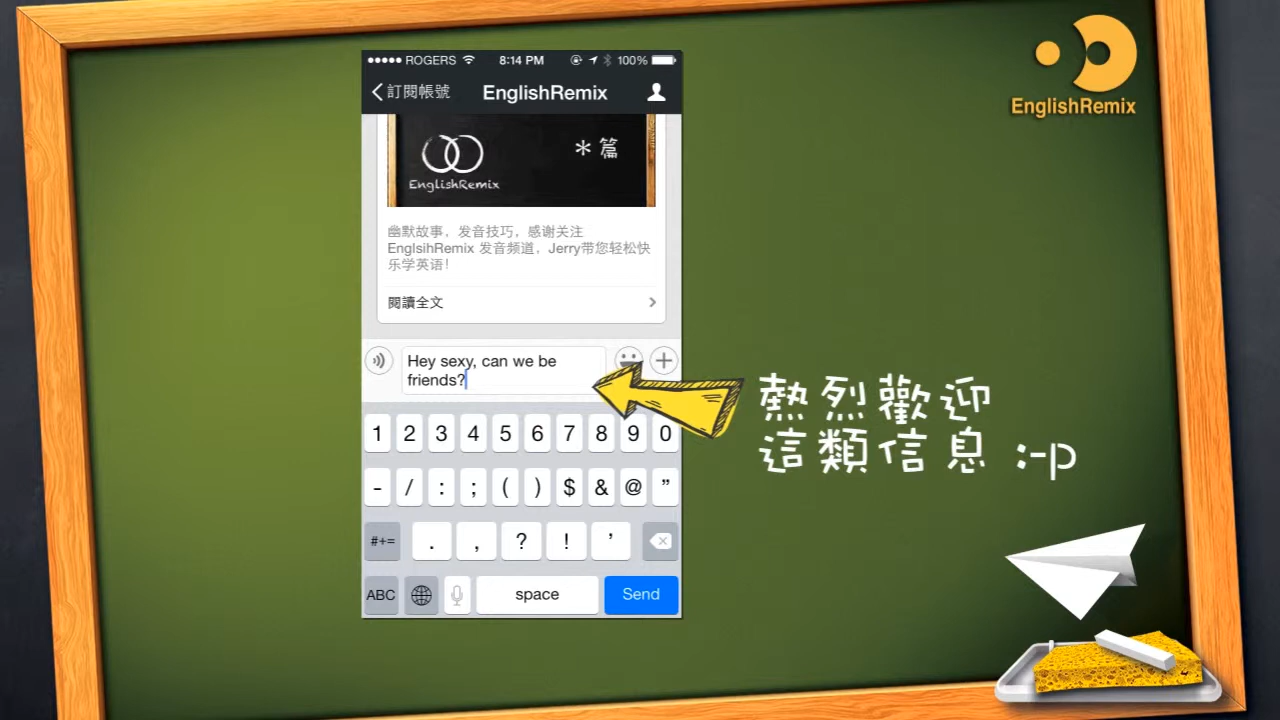 EnglishRemix
ROGERS 8:14 PM 100%
訂閱帳號 EnglishRemix
*篇
EnglishRemix
幽默故事，发音技巧，感谢关注
EnglsihRemix 发音频道，Jerry带您轻松快
乐学英语！
閱讀全文
Hey sexy, can we be
friends?
熱烈歡迎
這類信息 :-p
1 2 3 4 5 6 7 8 9 0
- / : ; ( ) $ & @ "
#+= . , ? ! '
ABC space Send